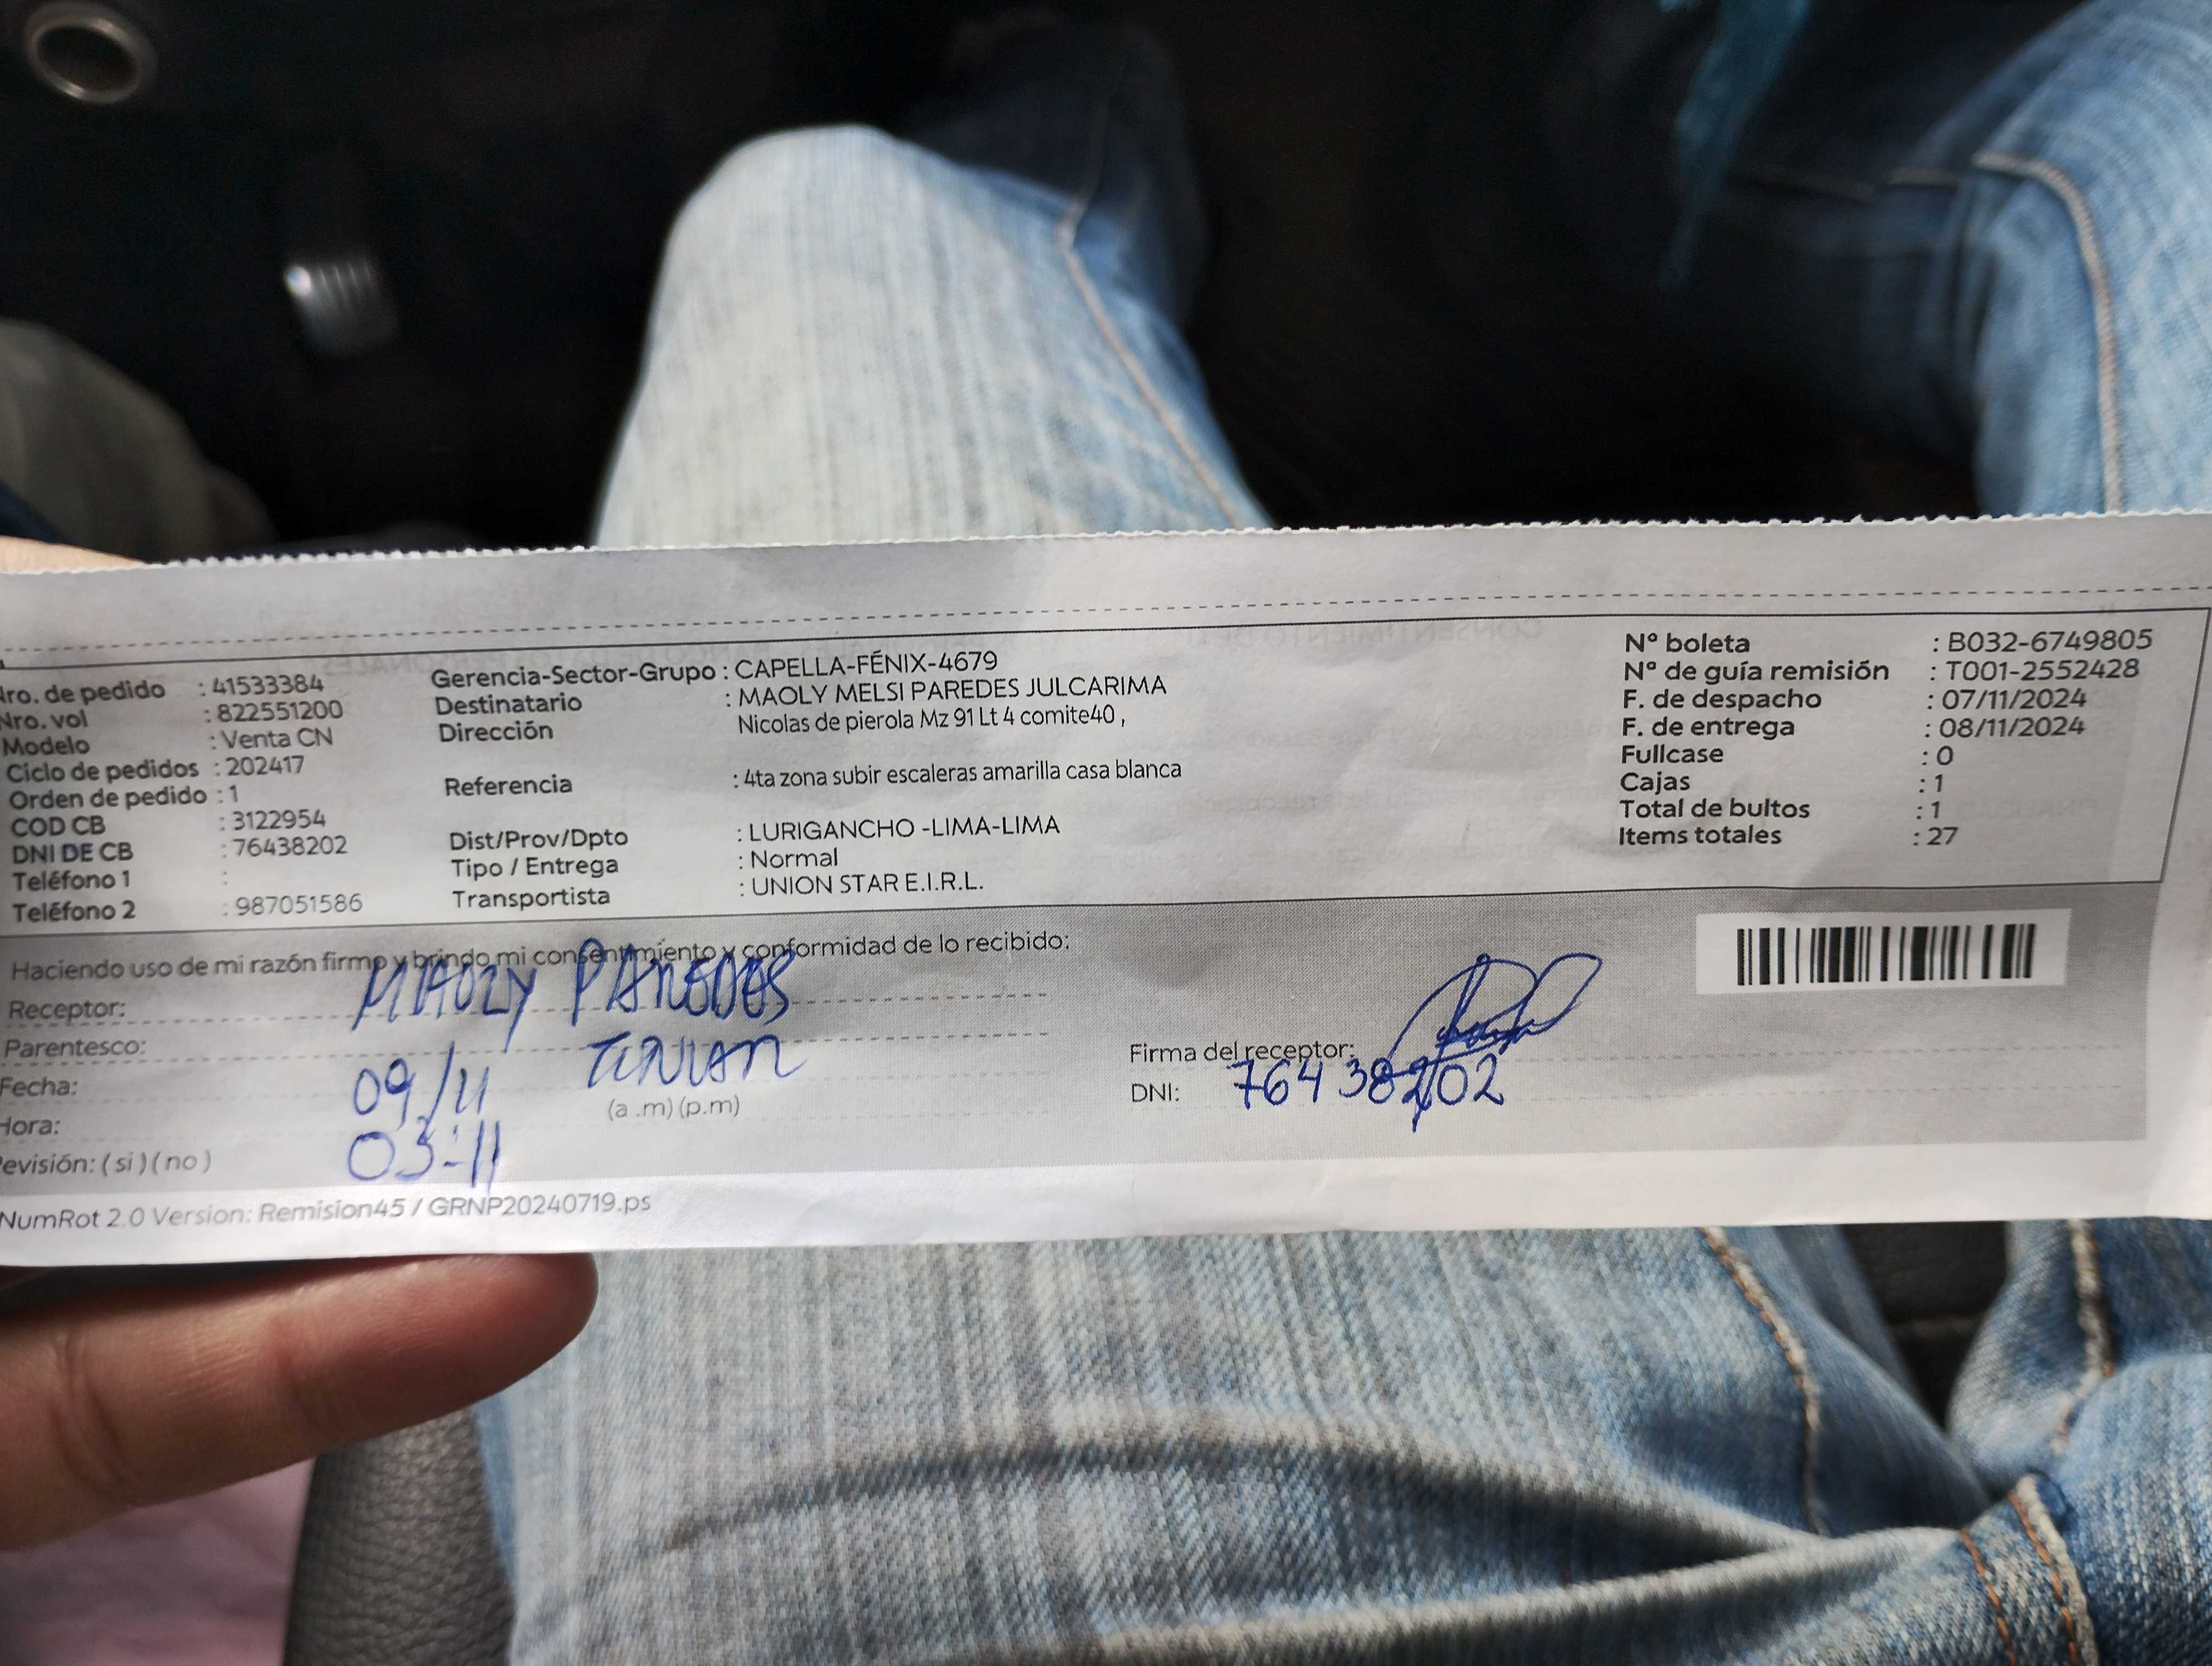 Nro. de pedido : 41533384
Nro. vol : 822551200
Modelo : Venta CN
Ciclo de pedidos : 202417
Orden de pedido : 1
COD CB : 3122954
DNI DE CB : 76438202
Teléfono 1 :
Teléfono 2 : 987051586
Gerencia-Sector-Grupo : CAPELLA-FÉNIX-4679
Destinatario : MAOLY MELSI PAREDES JULCARIMA
Dirección Nicolas de pierola Mz 91 Lt 4 comite40 ,
Referencia : 4ta zona subir escaleras amarilla casa blanca
Dist/Prov/Dpto : LURIGANCHO -LIMA-LIMA
Tipo / Entrega : Normal
Transportista : UNION STAR E.I.R.L.
N° boleta : B032-6749805
N° de guía remisión : T001-2552428
F. de despacho : 07/11/2024
F. de entrega : 08/11/2024
Fullcase : 0
Cajas : 1
Total de bultos : 1
Items totales : 27
Haciendo uso de mi razón firmo y brindo mi consentimiento y conformidad de lo recibido:
Receptor: MAOLY PAREDES
Parentesco:
Fecha: 09/11
Hora: (a .m) (p.m)
03:11
Revisión: ( si ) ( no )
Firma del receptor:
DNI: 76438202
NumRot 2.0 Version: Remision45 / GRNP20240719.ps